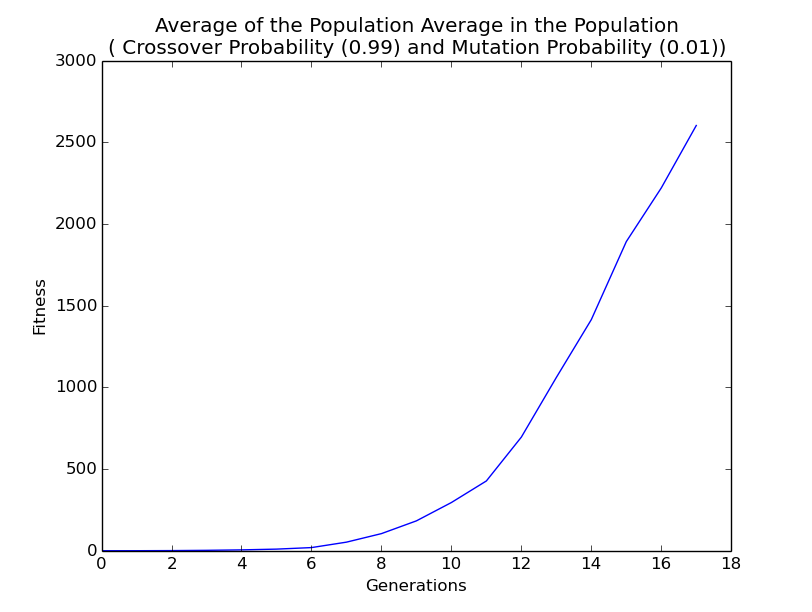 Average of the Population Average in the Population
( Crossover Probability (0.99) and Mutation Probability (0.01))
3000
2500
2000
1500
1000
500
0
Fitness
0 2 4 6 8 10 12 14 16 18
Generations